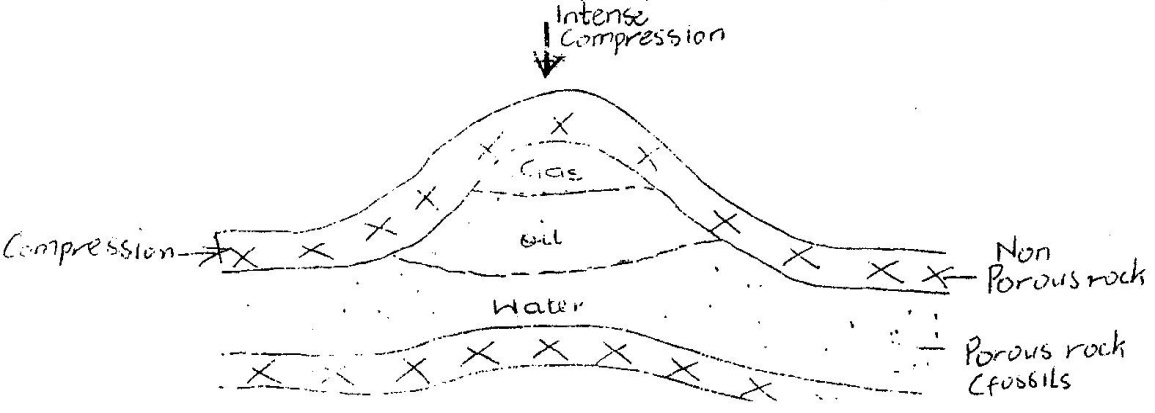 Intense
Compression
Gas
Oil
Compression
Non
Porous rock
Water
Porous rock
(fossils